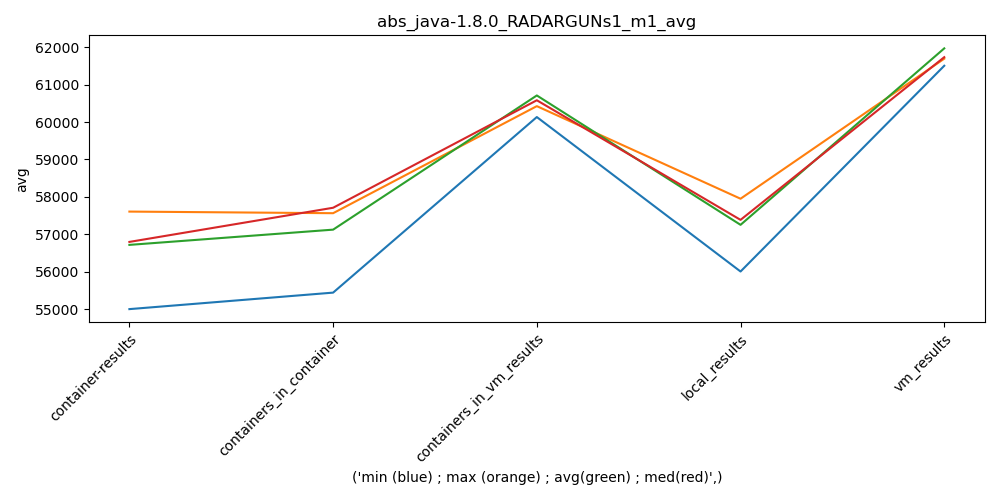 abs_java-1.8.0_RADARGUNs1_m1_avg
avg
62000
61000
60000
59000
58000
57000
56000
55000
container-results
containers_in_container
containers_in_vm_results
local_results
vm_results
('min (blue) ; max (orange) ; avg(green) ; med(red)',)